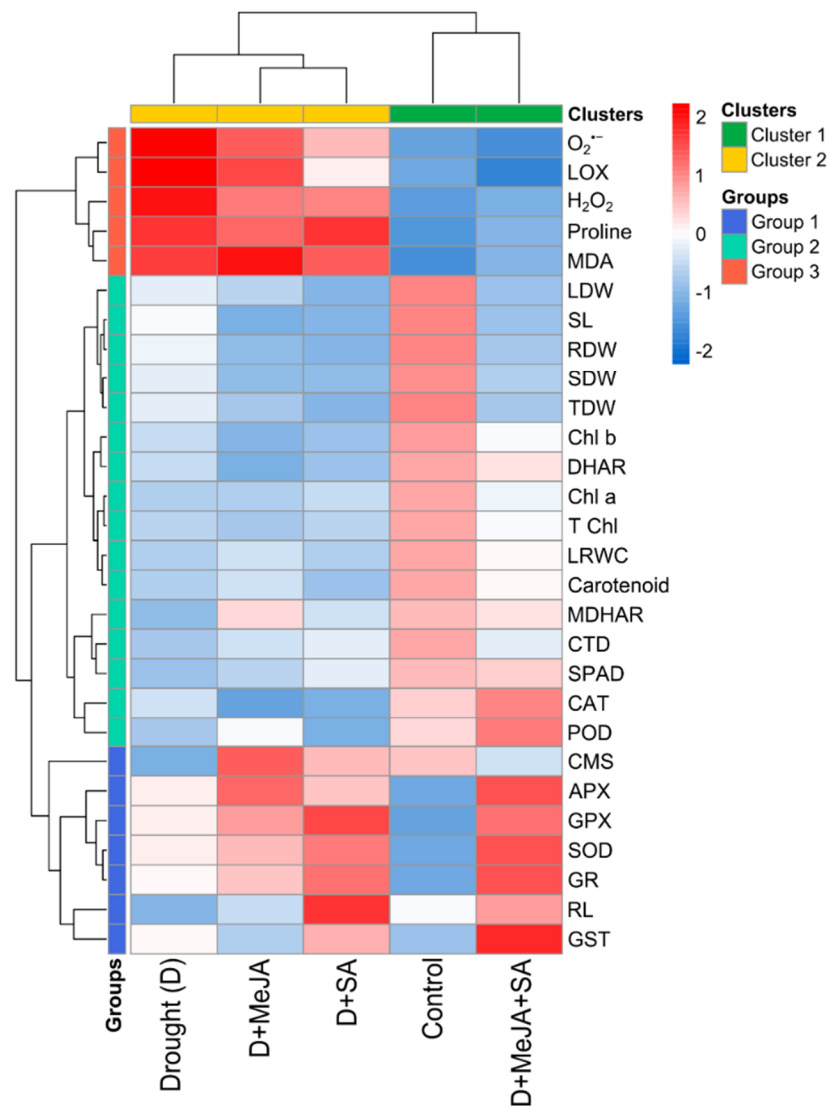 Clusters
O₂•−
LOX
H₂O₂
Proline
MDA
LDW
SL
RDW
SDW
TDW
Chl b
DHAR
Chl a
T Chl
LRWC
Carotenoid
MDHAR
CTD
SPAD
CAT
POD
CMS
APX
GPX
SOD
GR
RL
GST
2
1
0
-1
-2
Clusters
Cluster 1
Cluster 2
Groups
Group 1
Group 2
Group 3
Groups
Drought (D)
D+MeJA
D+SA
Control
D+MeJA+SA